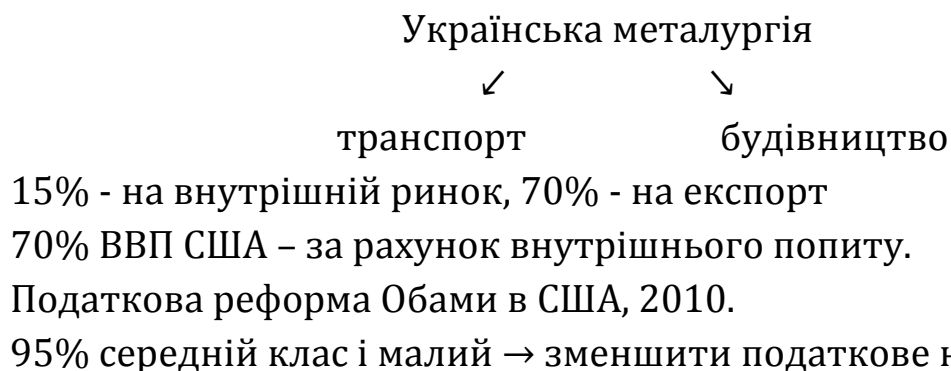 Українська металургія
↙ ↘
транспорт будівництво
15% - на внутрішній ринок, 70% - на експорт
70% ВВП США – за рахунок внутрішнього попиту.
Податкова реформа Обами в США, 2010.
95% середній клас і малий → зменшити податкове